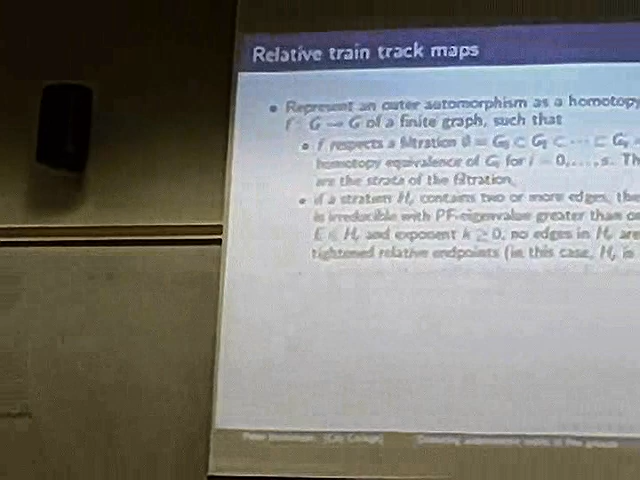 Relative train track maps
• Represent an outer automorphism as a homotopy
f : G → G of a finite graph, such that
• f respects a filtration ∅ = G₀ ⊂ G₁ ⊂ ··· ⊂ Gₛ =
homotopy equivalence of Gᵢ for i = 0, . . . , s. Th
are the strata of the filtration.
• if a stratum Hᵣ contains two or more edges, the
is irreducible with PF-eigenvalue greater than o
E ∈ Hᵣ and exponent k ≥ 0, no edges in Hᵣ are
tightened relative endpoints (in this case, Hᵣ is